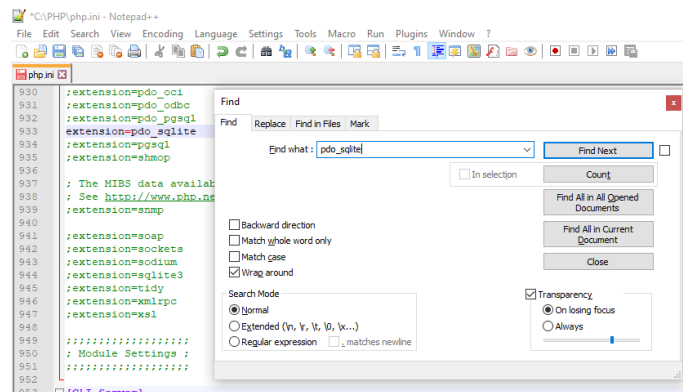 *C:\PHP\php.ini - Notepad++
File Edit Search View Encoding Language Settings Tools Macro Run Plugins Window ?
php.ini
930 ;extension=pdo_oci
931 ;extension=pdo_odbc
932 ;extension=pdo_pgsql
933 extension=pdo_sqlite
934 ;extension=pgsql
935 ;extension=shmop
936
937 ; The MIBS data availab
938 ; See http://www.php.ne
939 ;extension=snmp
940
941 ;extension=soap
942 ;extension=sockets
943 ;extension=sodium
944 ;extension=sqlite3
945 ;extension=tidy
946 ;extension=xmlrpc
947 ;extension=xsl
948
949 ;;;;;;;;;;;;;;;;;;;
950 ; Module Settings ;
951 ;;;;;;;;;;;;;;;;;;;
952
Find
Find Replace Find in Files Mark
Find what : pdo_sqlite
Find Next
In selection
Count
Find All in All Opened
Documents
Find All in Current
Document
Close
Backward direction
Match whole word only
Match case
Wrap around
Search Mode
Normal
Extended (\n, \r, \t, \0, \x...)
Regular expression . matches newline
Transparency
On losing focus
Always